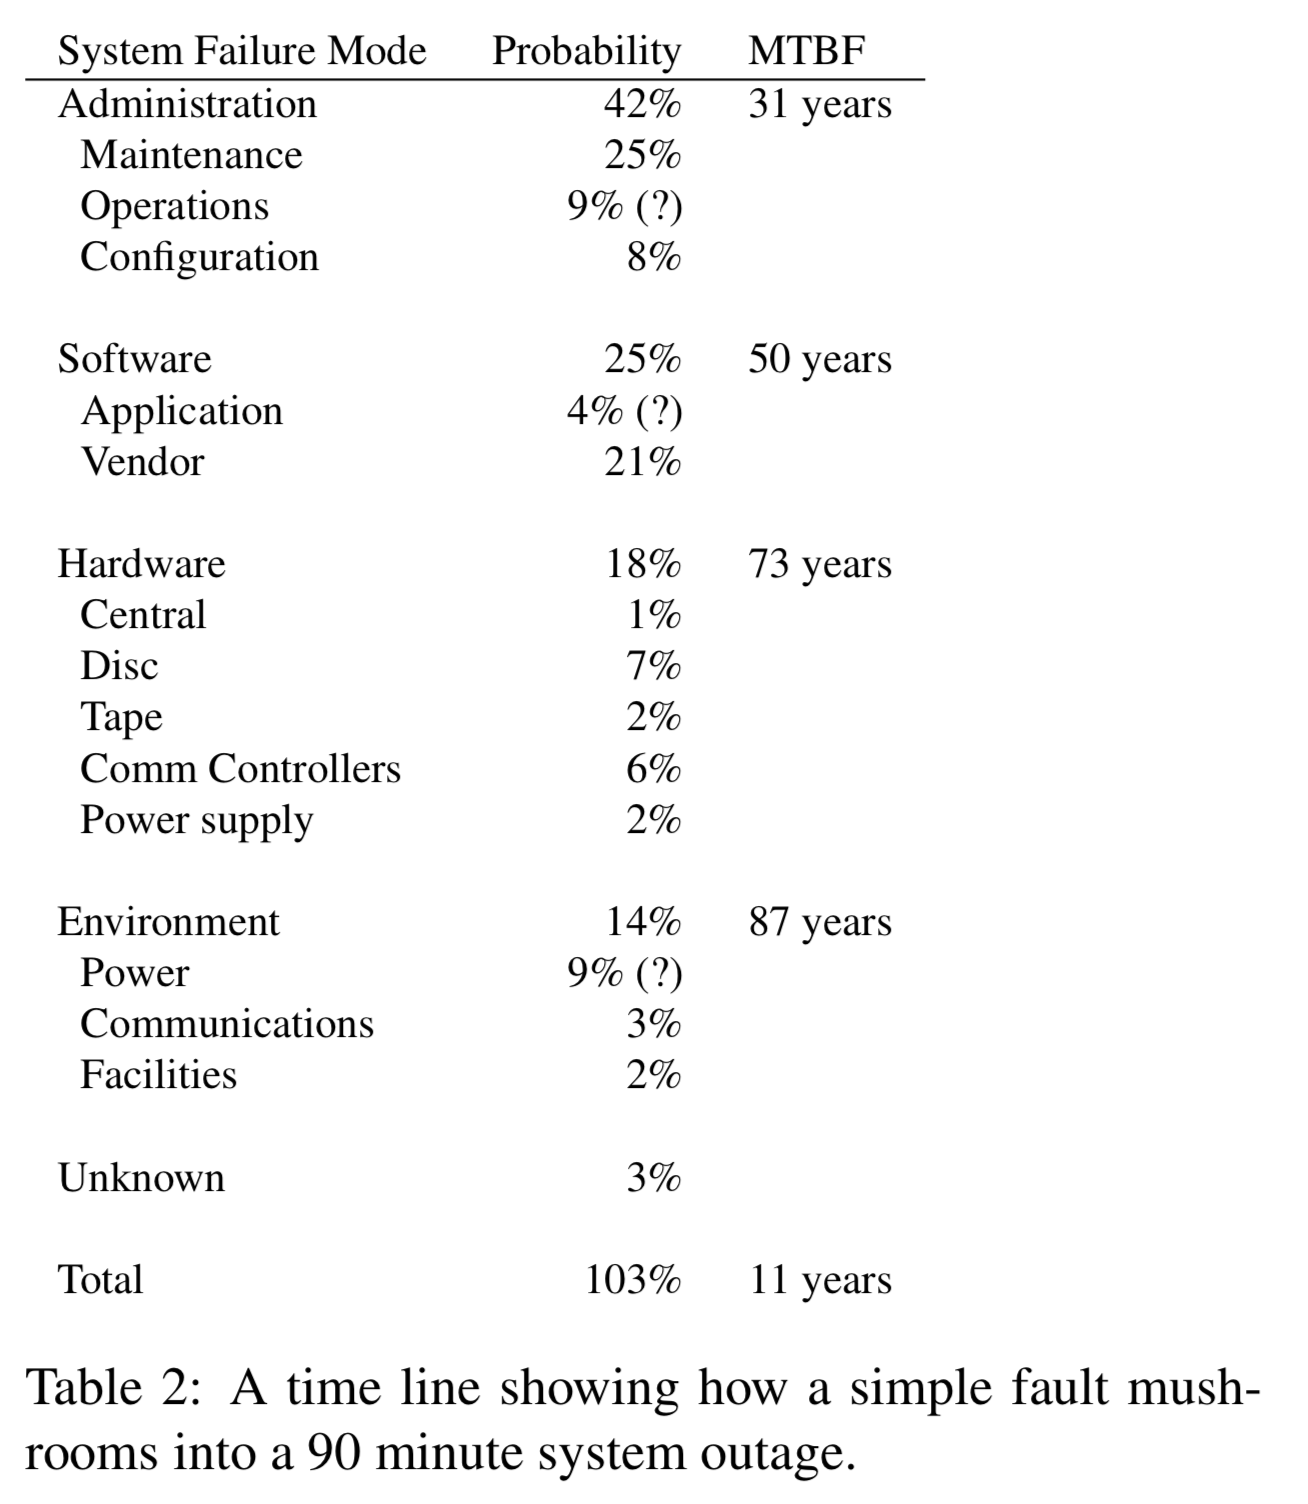 System Failure Mode Probability MTBF
Administration 42% 31 years
Maintenance 25%
Operations 9% (?)
Configuration 8%
Software 25% 50 years
Application 4% (?)
Vendor 21%
Hardware 18% 73 years
Central 1%
Disc 7%
Tape 2%
Comm Controllers 6%
Power supply 2%
Environment 14% 87 years
Power 9% (?)
Communications 3%
Facilities 2%
Unknown 3%
Total 103% 11 years
Table 2: A time line showing how a simple fault mush-
rooms into a 90 minute system outage.